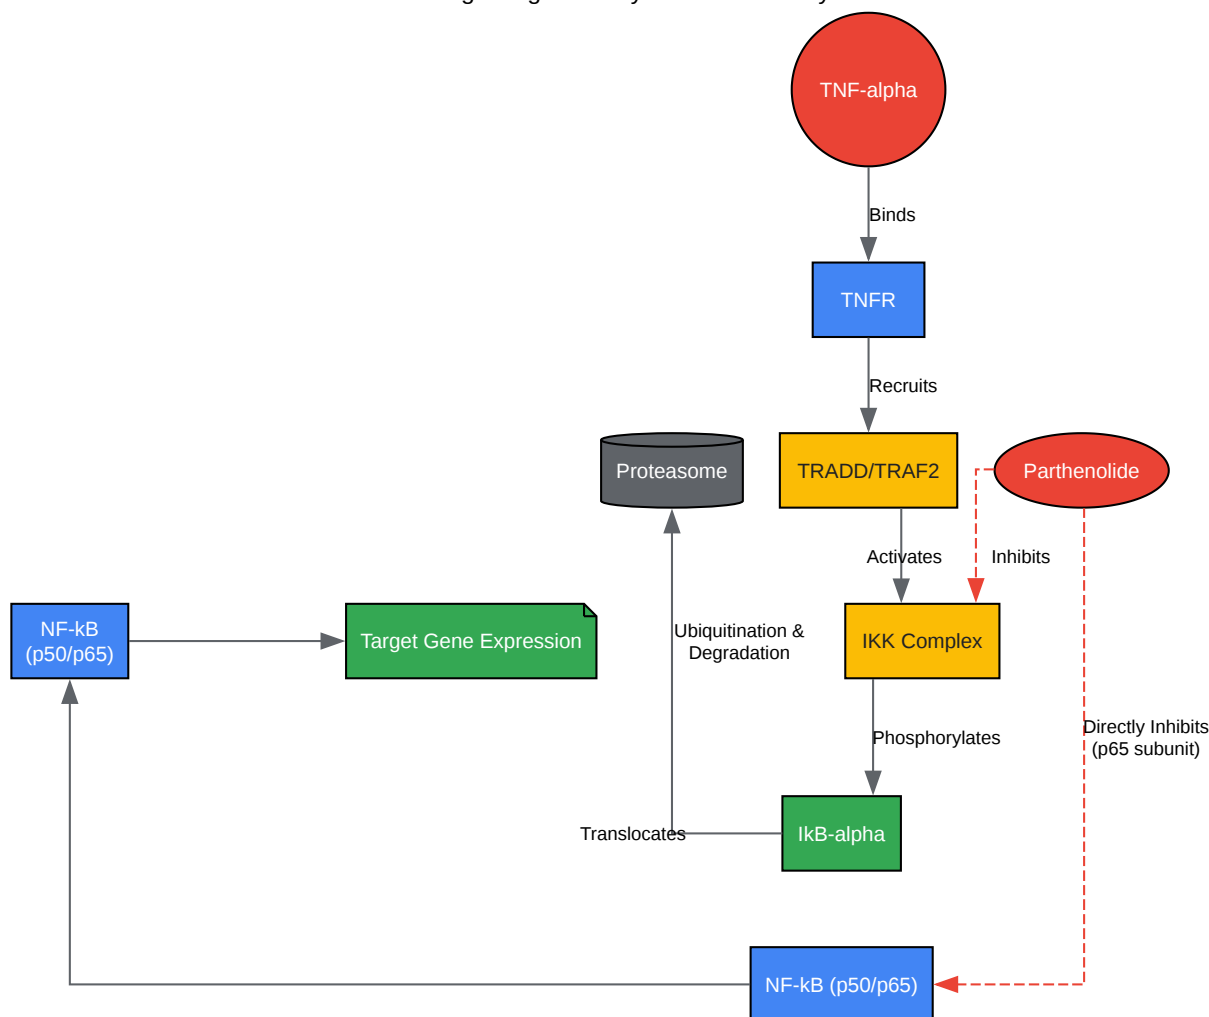 TNF-alpha
Binds
TNFR
Recruits
Proteasome
TRADD/TRAF2
Parthenolide
Activates
Inhibits
NF-kB
(p50/p65)
Target Gene Expression
Ubiquitination &
Degradation
IKK Complex
Phosphorylates
Directly Inhibits
(p65 subunit)
Translocates
IkB-alpha
NF-kB (p50/p65)